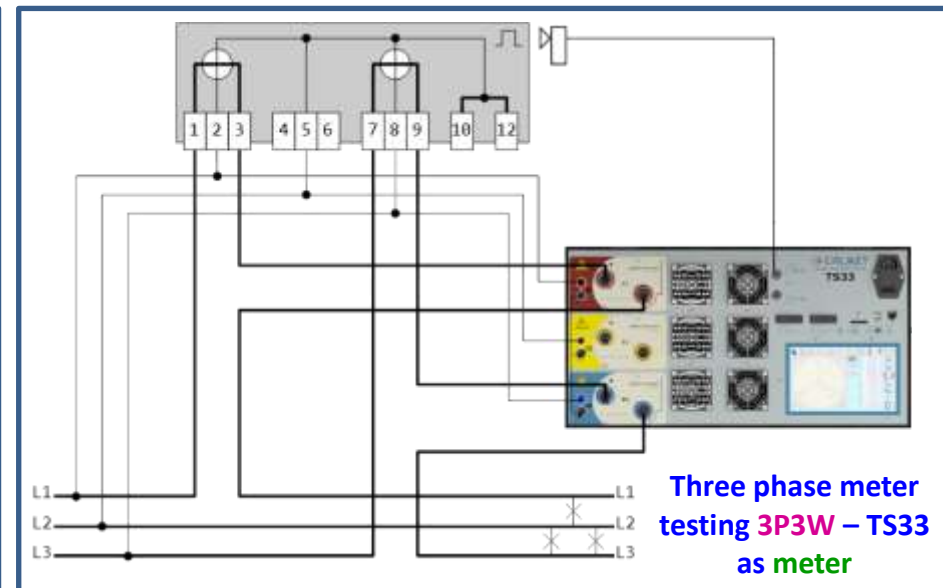 1 2 3 4 5 6 7 8 9 10 12
CALMET
TS33
L1
L2
L3
L1
L2
L3
Three phase meter
testing 3P3W – TS33
as meter